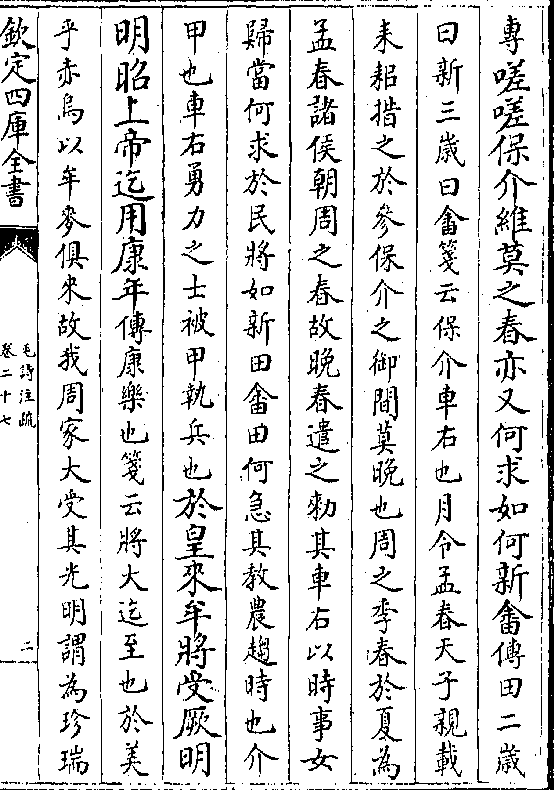 專嗟嗟保介維莫之春亦又何求如何新畬傳田二歲
曰新三歲曰畬箋云保介車右也月令孟春天子親載
耒耜措之於參保介之御間莫晚也周之季春於夏為
孟春諸侯朝周之春故晚春遣之勑其車右以時事女
歸當何求於民將如新田畬田何急其教農趨時也介
甲也車右勇力之士被甲執兵也於皇來牟將受厥明
明昭上帝迄用康年傳康樂也箋云將大迄至也於美
乎赤烏以牟麥俱來故我周家大受其光明謂為珍瑞
欽定四庫全書
毛詩注疏
卷二十七
二